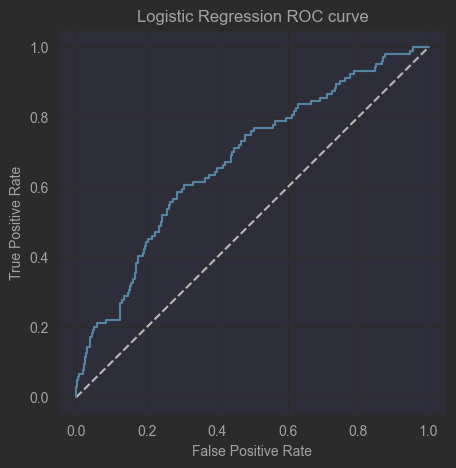 Logistic Regression ROC curve
1.0
0.8
0.6
0.4
0.2
0.0
True Positive Rate
0.0 0.2 0.4 0.6 0.8 1.0
False Positive Rate